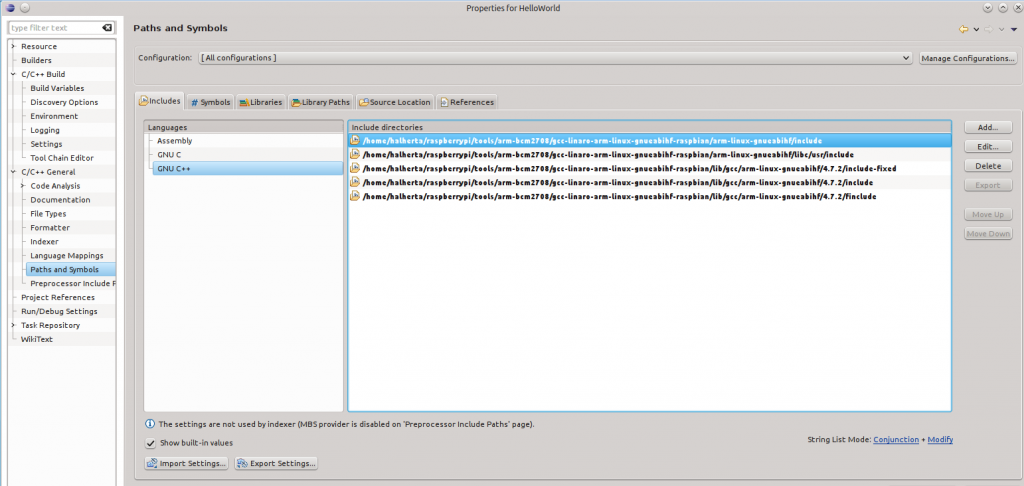 Properties for HelloWorld
type filter text
Resource
Builders
C/C++ Build
Build Variables
Discovery Options
Environment
Logging
Settings
Tool Chain Editor
C/C++ General
Code Analysis
Documentation
File Types
Formatter
Indexer
Language Mappings
Paths and Symbols
Preprocessor Include P
Project References
Run/Debug Settings
Task Repository
WikiText
Paths and Symbols
Configuration: [ All configurations ] Manage Configurations...
Includes # Symbols Libraries Library Paths Source Location References
Languages
Assembly
GNU C
GNU C++
Include directories
/home/halherta/raspberrypi/tools/arm-bcm2708/gcc-linaro-arm-linux-gnueabihf-raspbian/arm-linux-gnueabihf/include
/home/halherta/raspberrypi/tools/arm-bcm2708/gcc-linaro-arm-linux-gnueabihf-raspbian/arm-linux-gnueabihf/libc/usr/include
/home/halherta/raspberrypi/tools/arm-bcm2708/gcc-linaro-arm-linux-gnueabihf-raspbian/lib/gcc/arm-linux-gnueabihf/4.7.2/include-fixed
/home/halherta/raspberrypi/tools/arm-bcm2708/gcc-linaro-arm-linux-gnueabihf-raspbian/lib/gcc/arm-linux-gnueabihf/4.7.2/include
/home/halherta/raspberrypi/tools/arm-bcm2708/gcc-linaro-arm-linux-gnueabihf-raspbian/lib/gcc/arm-linux-gnueabihf/4.7.2/finclude
Add...
Edit...
Delete
Export
Move Up
Move Down
The settings are not used by indexer (MBS provider is disabled on 'Preprocessor Include Paths' page).
Show built-in values
String List Mode: Conjunction + Modify
Import Settings... Export Settings...